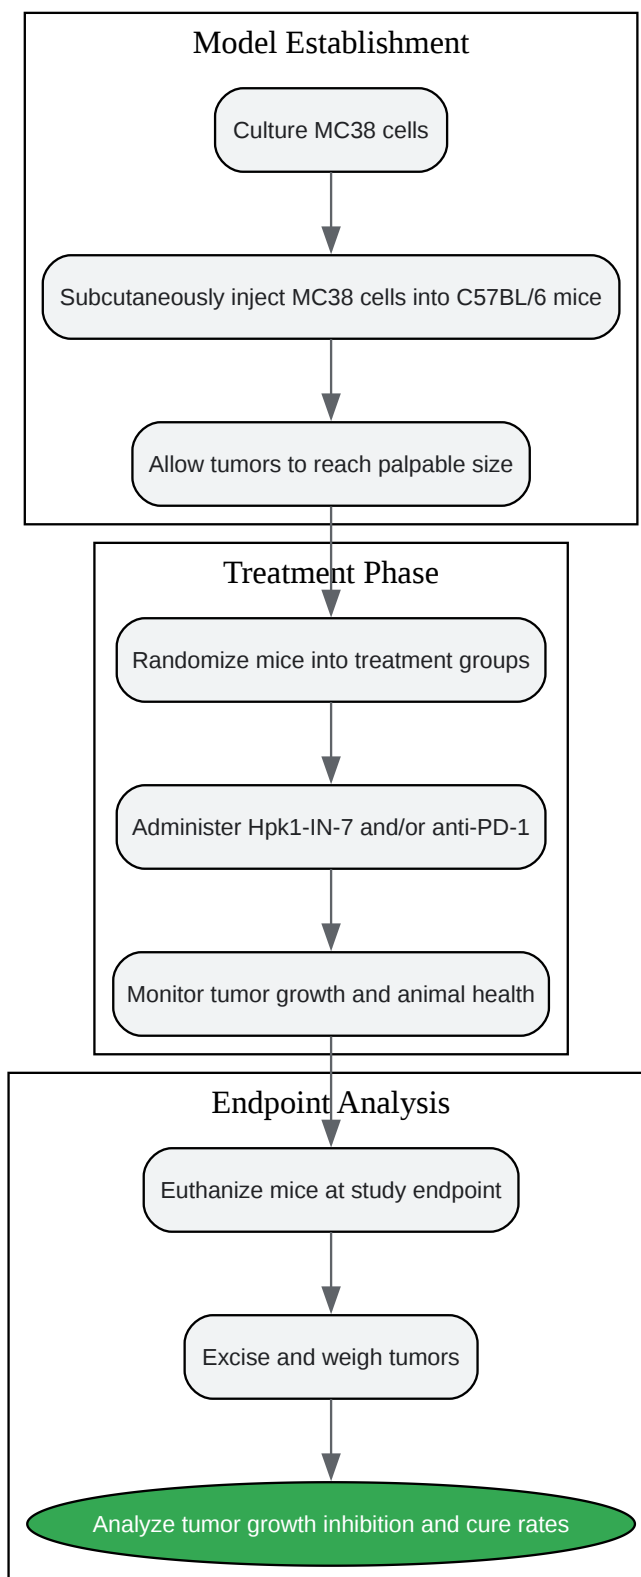 Model Establishment
Culture MC38 cells
Subcutaneously inject MC38 cells into C57BL/6 mice
Allow tumors to reach palpable size
Treatment Phase
Randomize mice into treatment groups
Administer Hpk1-IN-7 and/or anti-PD-1
Monitor tumor growth and animal health
Endpoint Analysis
Euthanize mice at study endpoint
Excise and weigh tumors
Analyze tumor growth inhibition and cure rates